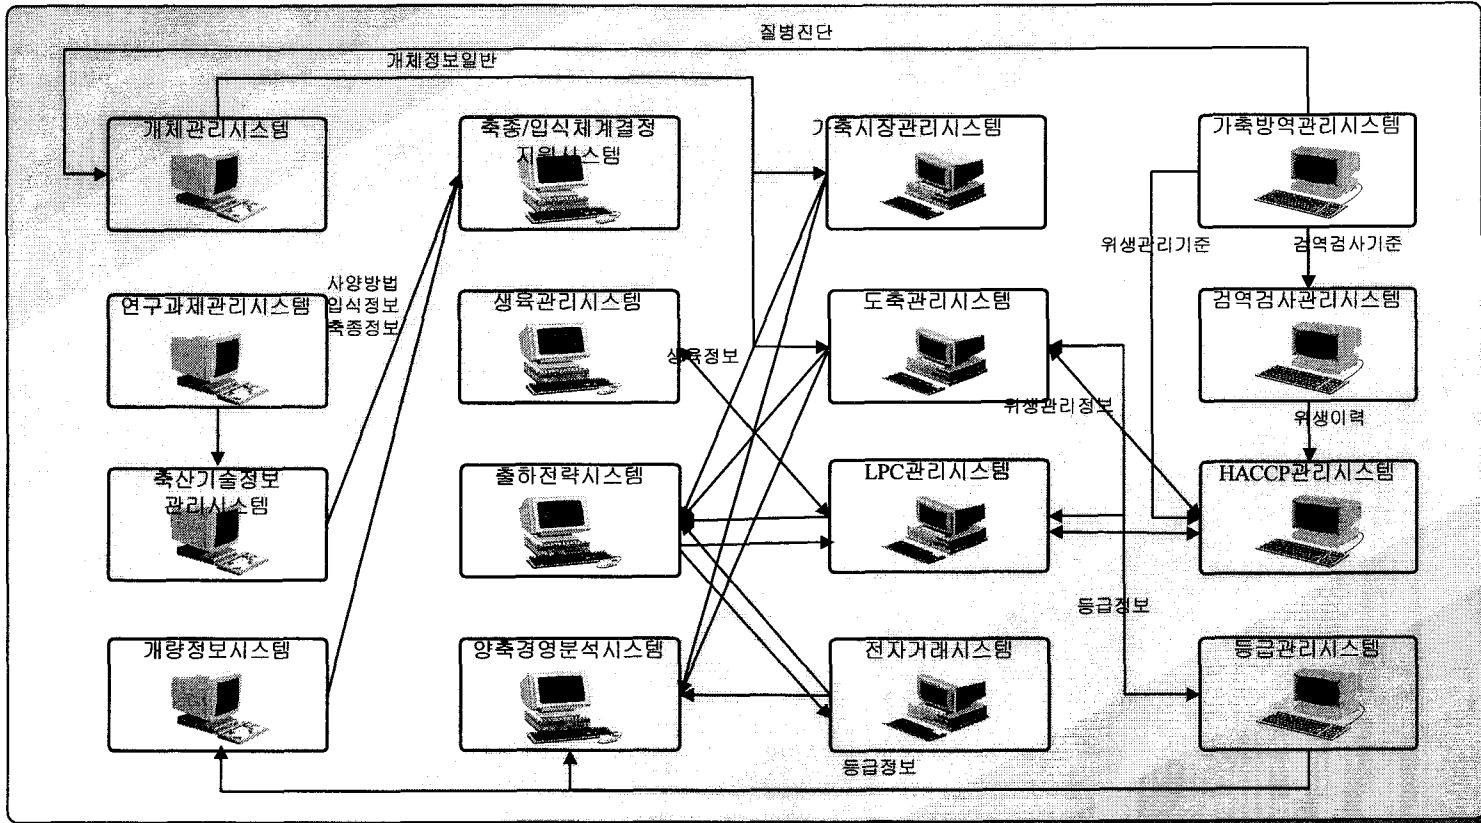 질병진단
개체정보일반
개체관리시스템
축종/입식체계결정
지원시스템
가축시장관리시스템
가축방역관리시스템
위생관리기준
검역검사기준
사양방법
입식정보
축종정보
연구과제관리시스템
생육관리시스템
도축관리시스템
검역검사관리시스템
생육정보
위생관리정보
위생이력
축산기술정보
관리시스템
출하전략시스템
LPC관리시스템
HACCP관리시스템
등급정보
개량정보시스템
양축경영분석시스템
전자거래시스템
등급관리시스템
등급정보